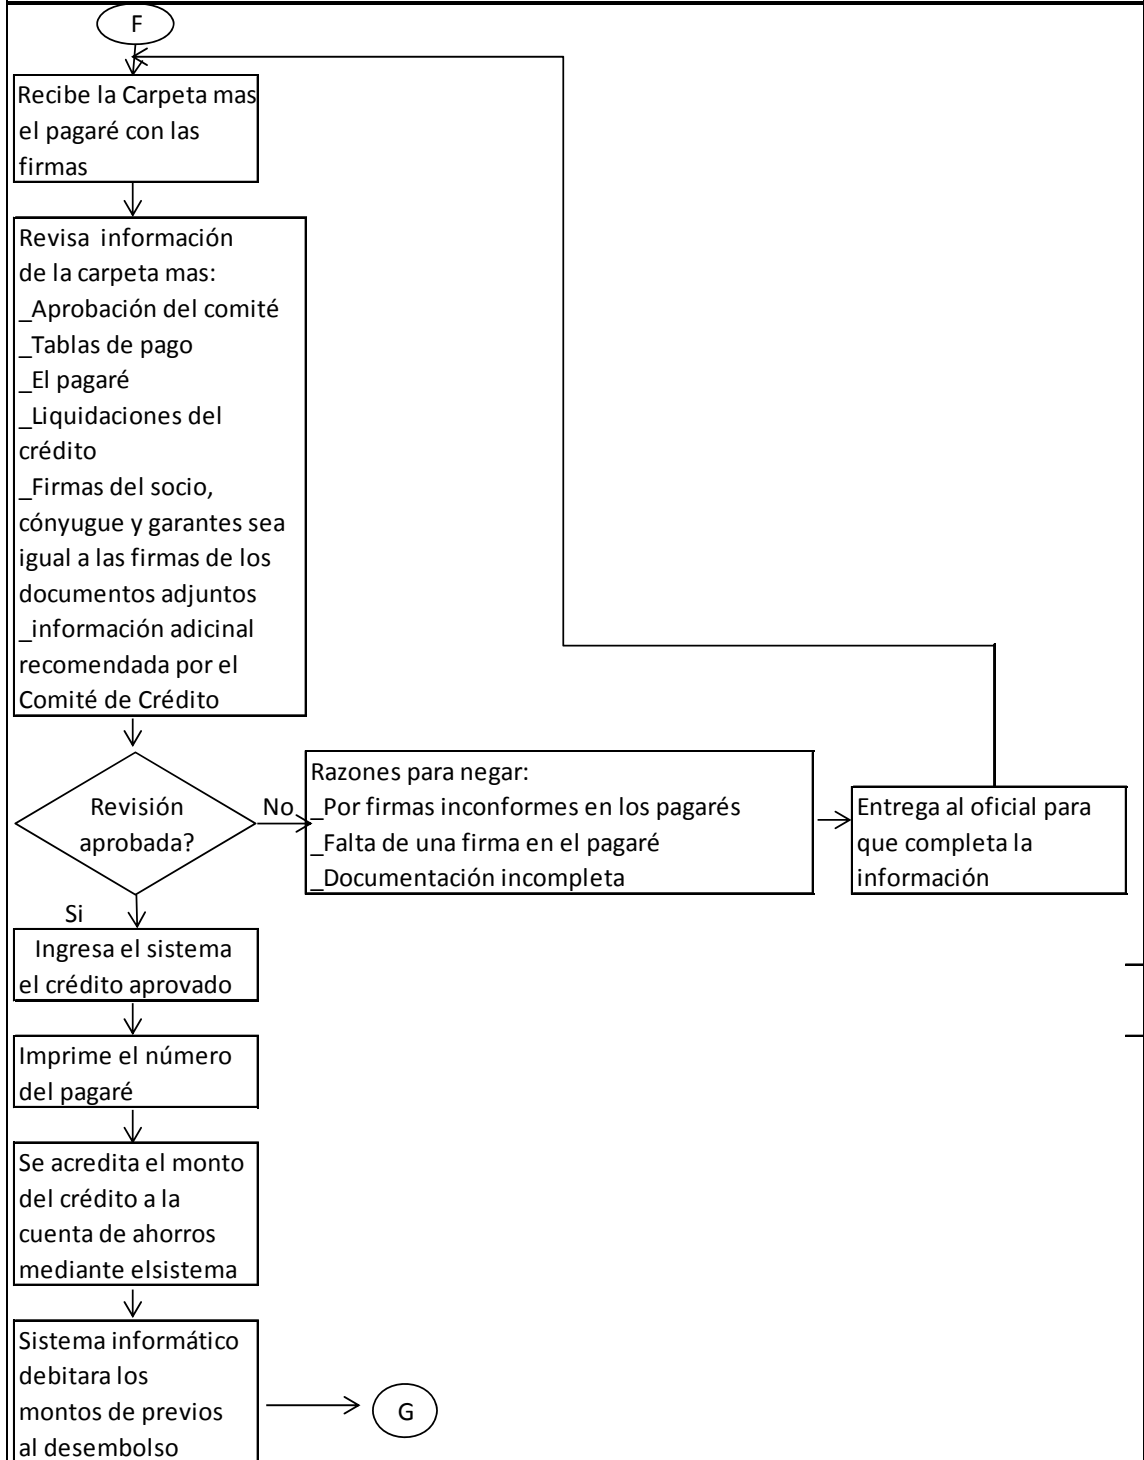 F
Recibe la Carpeta mas
el pagaré con las
firmas
Revisa información
de la carpeta mas:
_Aprobación del comité
_Tablas de pago
_El pagaré
_Liquidaciones del
crédito
_Firmas del socio,
cónyugue y garantes sea
igual a las firmas de los
documentos adjuntos
_información adicinal
recomendada por el
Comité de Crédito
Revisión
aprobada?
No
Razones para negar:
_Por firmas inconformes en los pagarés
_Falta de una firma en el pagaré
_Documentación incompleta
Entrega al oficial para
que completa la
información
Si
Ingresa el sistema
el crédito aprovado
Imprime el número
del pagaré
Se acredita el monto
del crédito a la
cuenta de ahorros
mediante elsistema
Sistema informático
debitara los
montos de previos
al desembolso
G